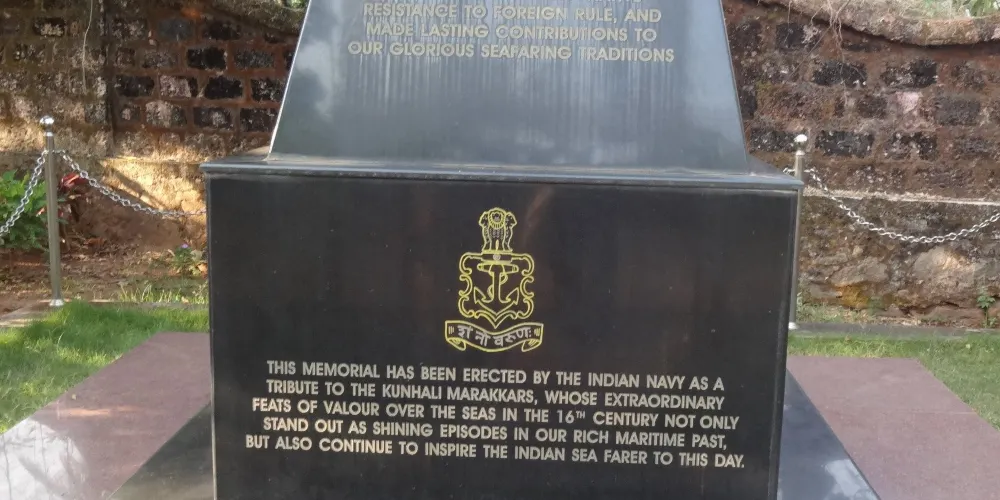 RESISTANCE TO FOREIGN RULE, AND
MADE LASTING CONTRIBUTIONS TO
OUR GLORIOUS SEAFARING TRADITIONS
शं नो वरुणः
THIS MEMORIAL HAS BEEN ERECTED BY THE INDIAN NAVY AS A
TRIBUTE TO THE KUNHALI MARAKKARS, WHOSE EXTRAORDINARY
FEATS OF VALOUR OVER THE SEAS IN THE 16TH CENTURY NOT ONLY
STAND OUT AS SHINING EPISODES IN OUR RICH MARITIME PAST,
BUT ALSO CONTINUE TO INSPIRE THE INDIAN SEA FARER TO THIS DAY.